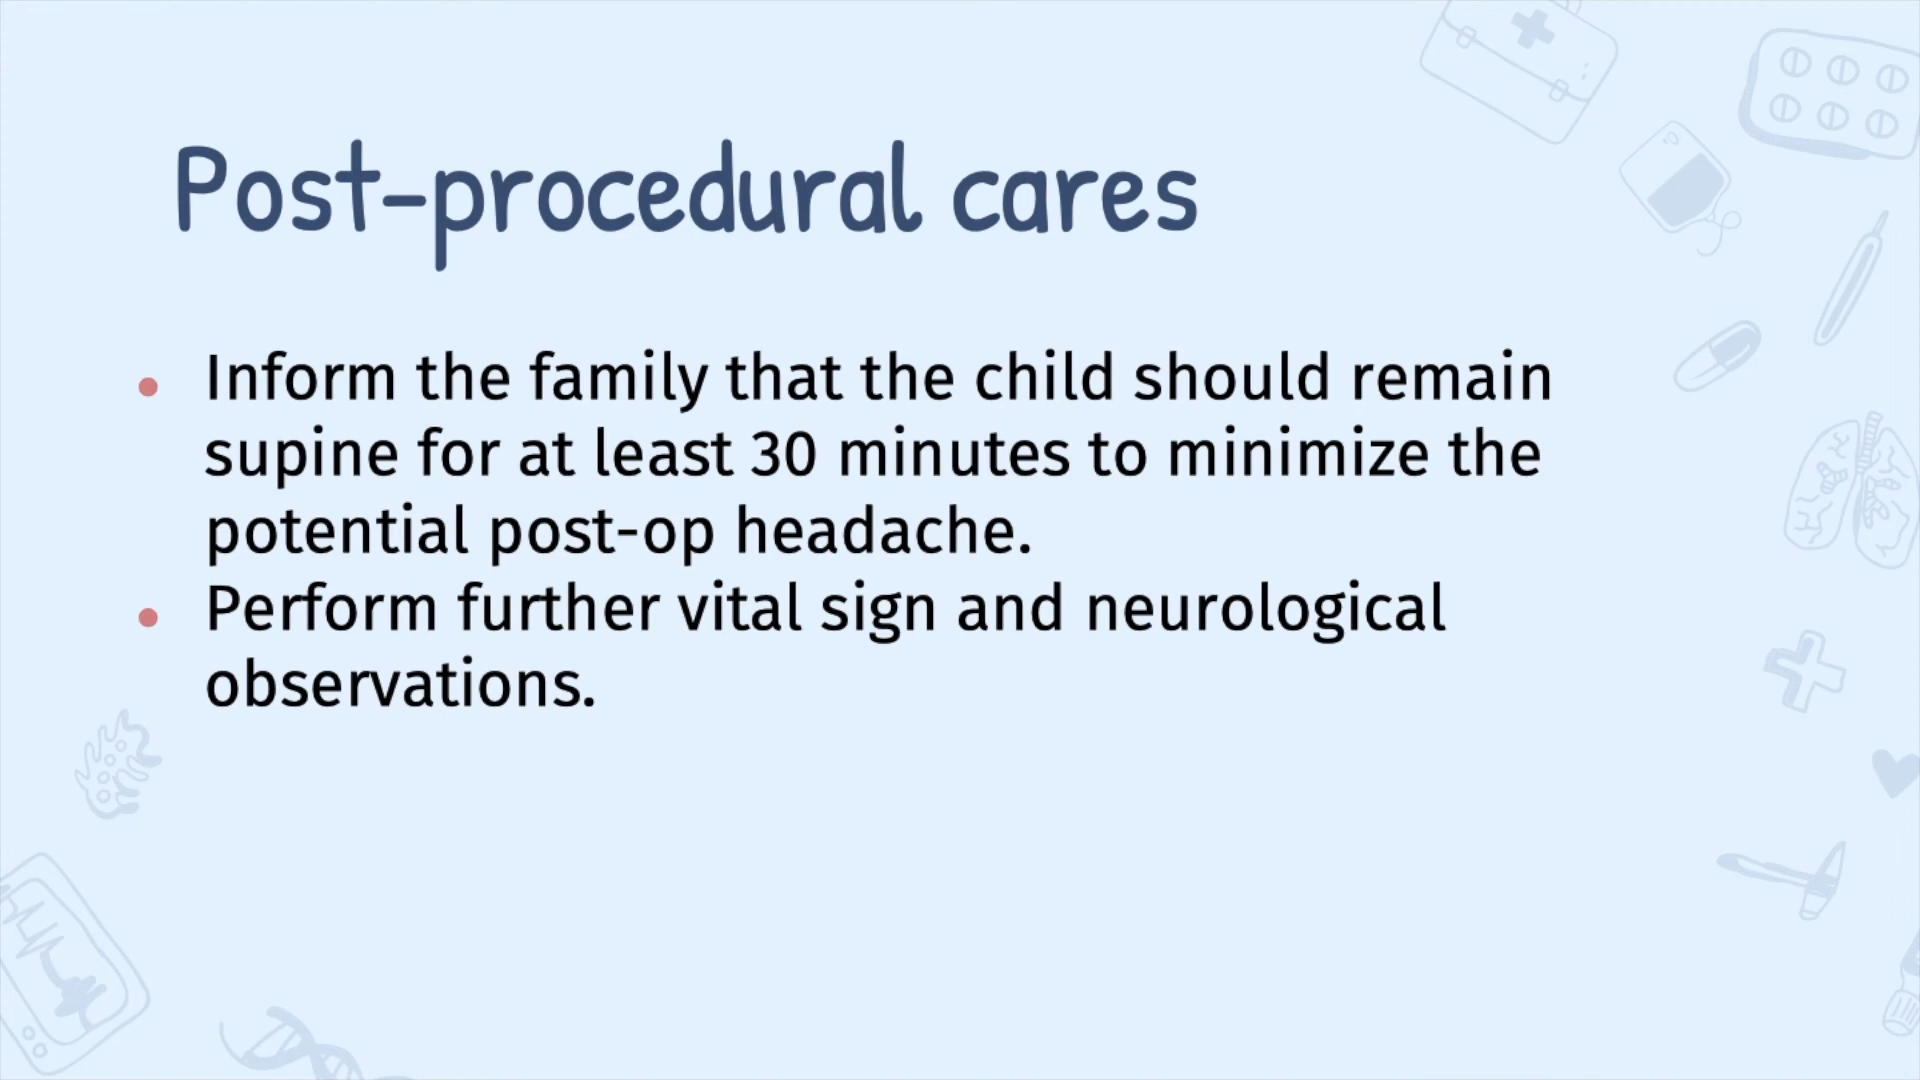 Post-procedural cares
Inform the family that the child should remain
supine for at least 30 minutes to minimize the
potential post-op headache.
Perform further vital sign and neurological
observations.